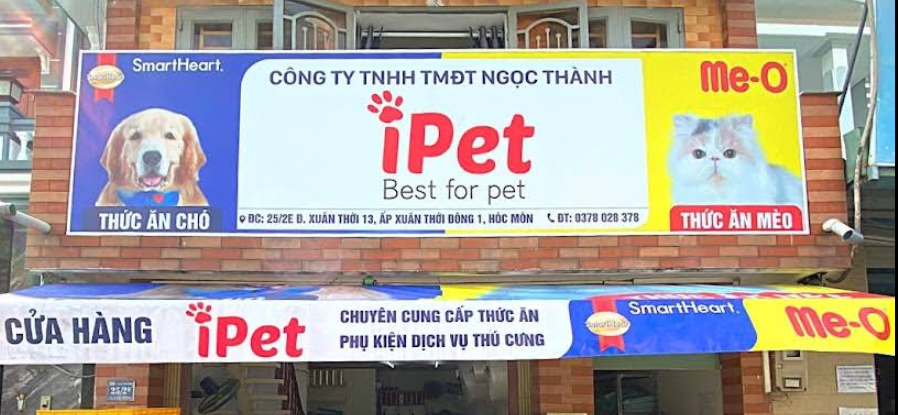 SmartHeart.
SmartHeart
CÔNG TY TNHH TMĐT NGỌC THÀNH
Me-O
iPet
Best for pet
THỨC ĂN CHÓ
ĐC: 25/2E Đ. XUÂN THỚI 13, ẤP XUÂN THỚI ĐÔNG 1, HÓC MÔN ĐT: 0378 028 378
THỨC ĂN MÈO
CỬA HÀNG
iPet
CHUYÊN CUNG CẤP THỨC ĂN
PHỤ KIỆN DỊCH VỤ THÚ CƯNG
SmartHeart
SmartHeart.
Me-O